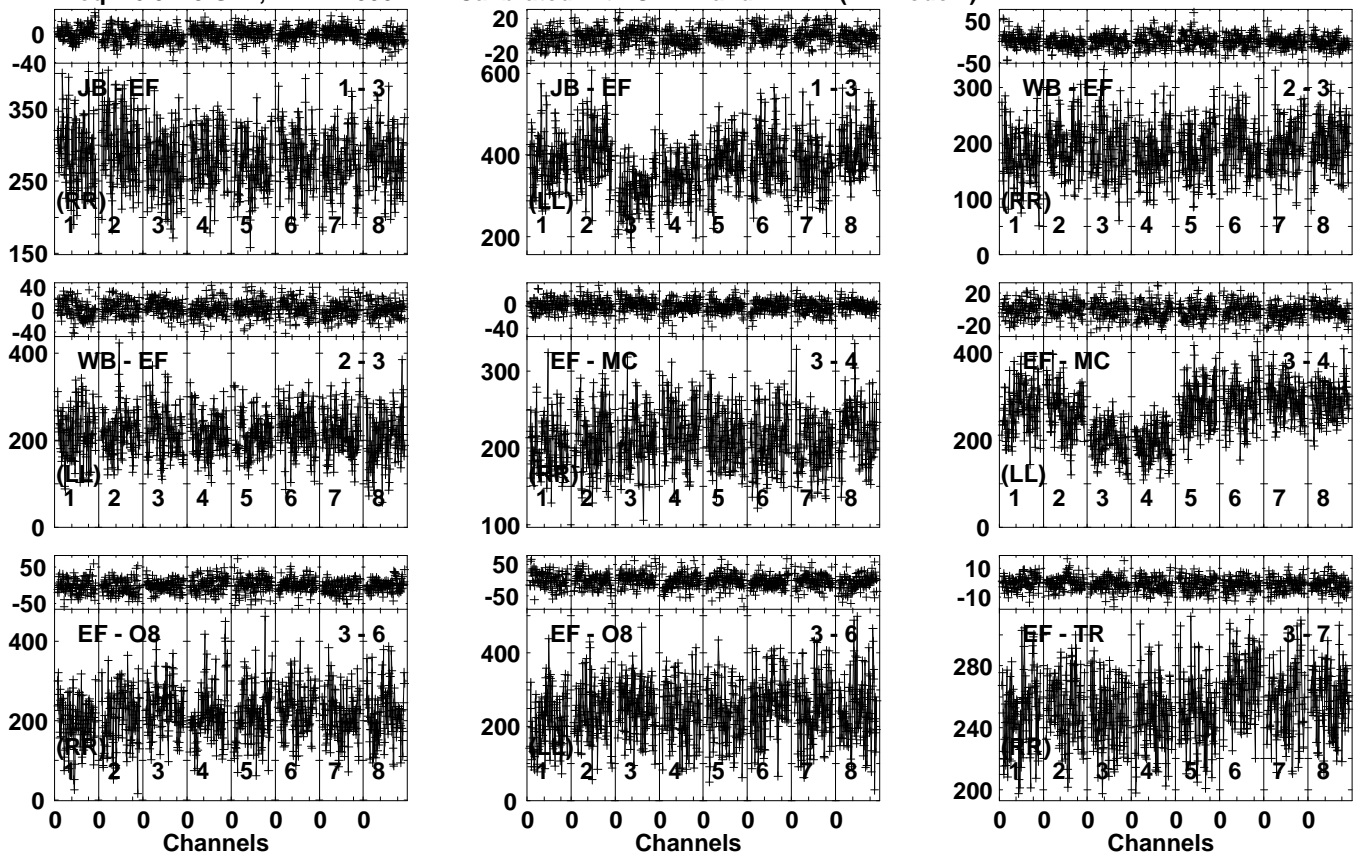 0 -40 20 -20 50 -50
JB - EF 1 - 3 JB - EF 1 - 3 WB - EF 2 - 3
350 250 150 600 400 200 300 200 100 0
(RR) (LL) (RR)
1 2 3 4 5 6 7 8 1 2 3 4 5 6 7 8 1 2 3 4 5 6 7 8
40 0 -40 0 -40 20 -20
WB - EF 2 - 3 EF - MC 3 - 4 EF - MC 3 - 4
400 200 0 300 200 100 400 200 0
(LL) (RR) (LL)
1 2 3 4 5 6 7 8 1 2 3 4 5 6 7 8 1 2 3 4 5 6 7 8
50 -50 50 -50 10 -10
EF - O8 3 - 6 EF - O8 3 - 6 EF - TR 3 - 7
400 200 0 400 200 0 280 240 200
(RR) (LL) (RR)
1 2 3 4 5 6 7 8 1 2 3 4 5 6 7 8 1 2 3 4 5 6 7 8
0 0 0 0 0 0 0 0 0 0 0 0 0 0 0 0 0 0 0 0 0 0 0 0
Channels Channels Channels